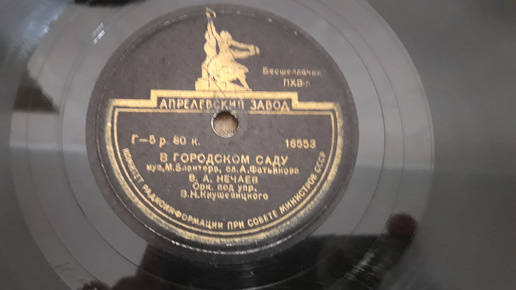 Бесшеллачн.
ПХВ-п
АПРЕЛЕВСКИЙ ЗАВОД
Г—5 р. 60 к. 16553
В ГОРОДСКОМ САДУ
муз. М. Блантера, сл. А. Фатьянова
В. А. НЕЧАЕВ
Орк. под упр.
В. Н. Кнушевицкого
КОМИТЕТ РАДИОИНФОРМАЦИИ ПРИ СОВЕТЕ МИНИСТРОВ СССР